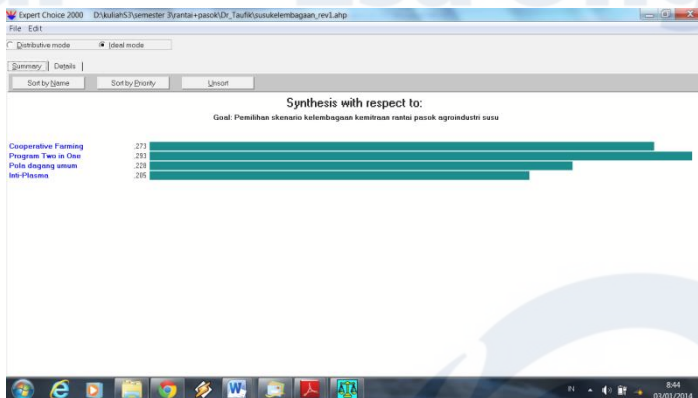 Expert Choice 2000 D:\kuliahS3\semester 3\rantai+pasok\Dr_Taufik\susukelembagaan_rev1.ahp
File Edit
Distributive mode Ideal mode
Summary Details
Sort by Name Sort by Priority Unsort
Synthesis with respect to:
Goal: Pemilihan skenario kelembagaan kemitraan rantai pasok agroindustri susu
Cooperative Farming .273
Program Two in One .293
Pola dagang umum .228
Inti-Plasma .205
IN 8:44
03/01/2014